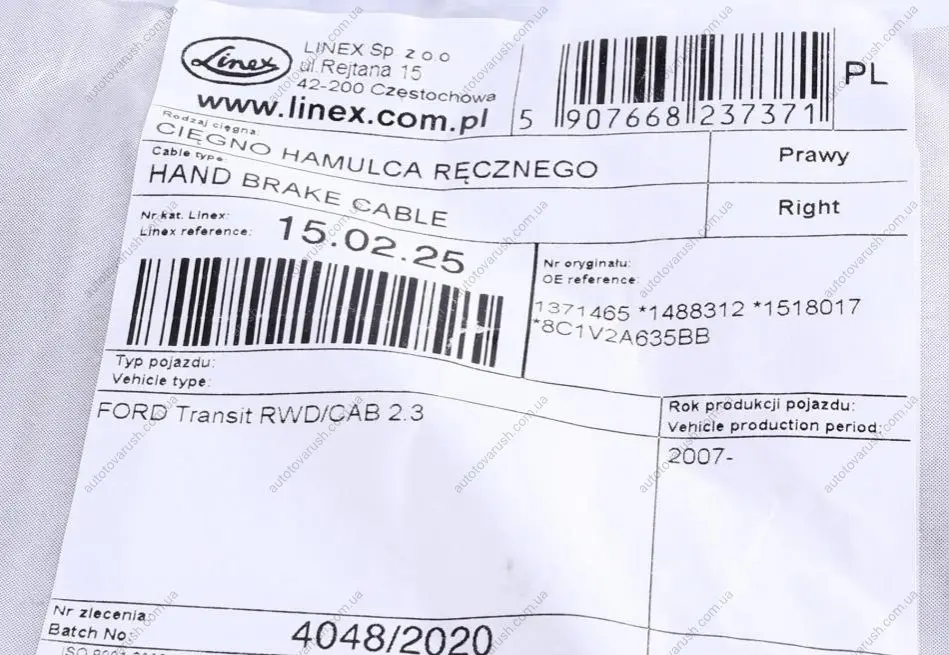 Linex
LINEX Sp z o.o
ul.Rejtana 15
42-200 Częstochowa
www.linex.com.pl
5 907668 237371
PL
Rodzaj cięgna:
CIĘGNO HAMULCA RĘCZNEGO
Prawy
Cable type:
HAND BRAKE CABLE
Right
Nr kat. Linex:
Linex reference:
15.02.25
Nr oryginału:
OE reference:
1371465 *1488312 *1518017
*8C1V2A635BB
Typ pojazdu:
Vehicle type:
FORD Transit RWD/CAB 2.3
Rok produkcji pojazdu:
Vehicle production period:
2007-
Nr zlecenia:
Batch No:
4048/2020
autotovarush.com.ua